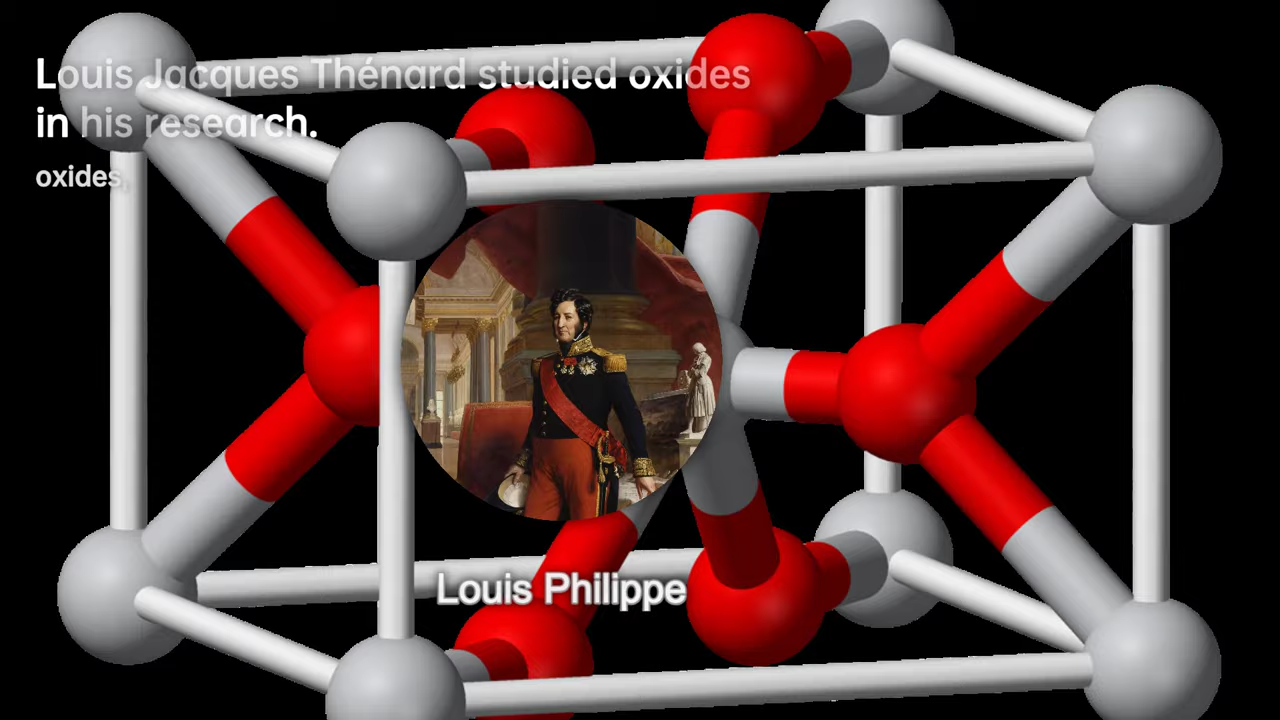 Louis Jacques Thénard studied oxides
in his research.
oxides,
Louis Philippe